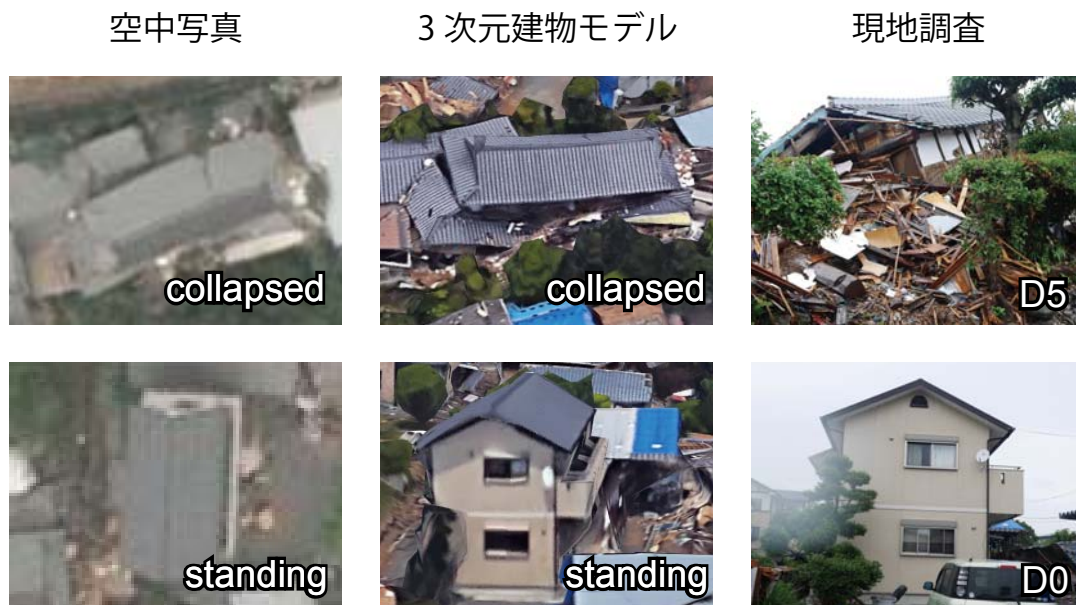 空中写真
3 次元建物モデル
現地調査
collapsed
collapsed
D5
standing
standing
D0